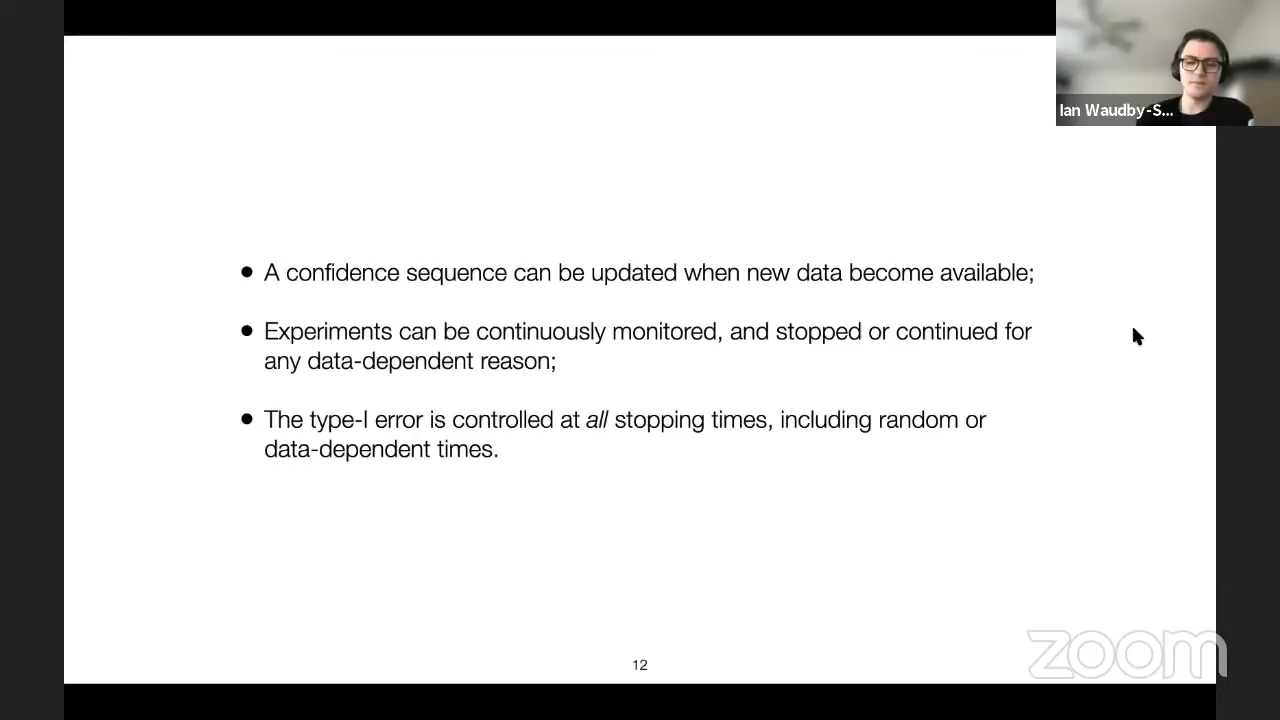 Ian Waudby-S...
● A confidence sequence can be updated when new data become available;
● Experiments can be continuously monitored, and stopped or continued for
any data-dependent reason;
● The type-I error is controlled at all stopping times, including random or
data-dependent times.
12
zoom